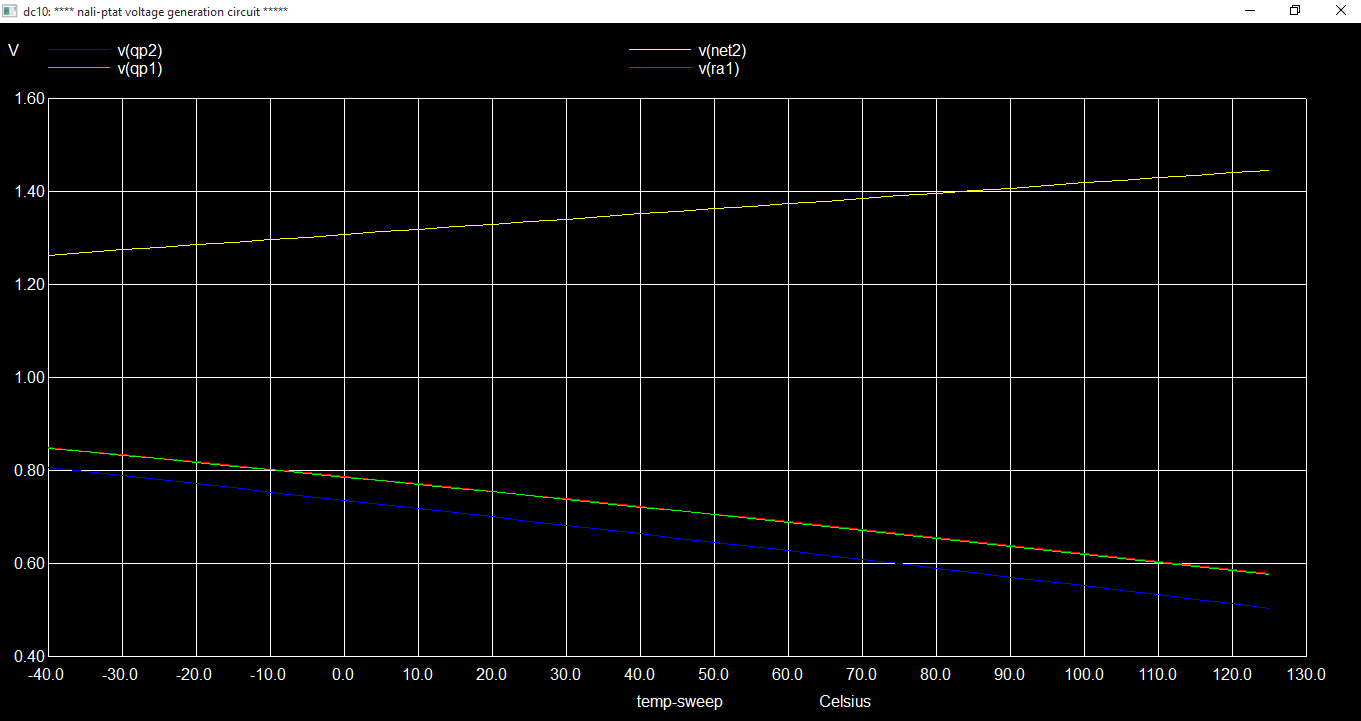 dc10: **** nali-ptat voltage generation circuit *****
V
v(qp2) v(net2)
v(qp1) v(ra1)
1.60
1.40
1.20
1.00
0.80
0.60
0.40
-40.0 -30.0 -20.0 -10.0 0.0 10.0 20.0 30.0 40.0 50.0 60.0 70.0 80.0 90.0 100.0 110.0 120.0 130.0
temp-sweep Celsius